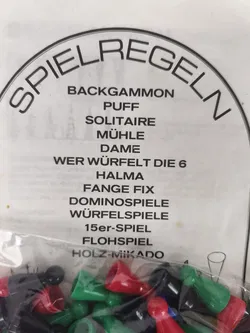 SPIELREGELN
BACKGAMMON
PUFF
SOLITAIRE
MÜHLE
DAME
WER WÜRFELT DIE 6
HALMA
FANGE FIX
DOMINOSPIELE
WÜRFELSPIELE
15er-SPIEL
FLOHSPIEL
HOLZ-MIKADO